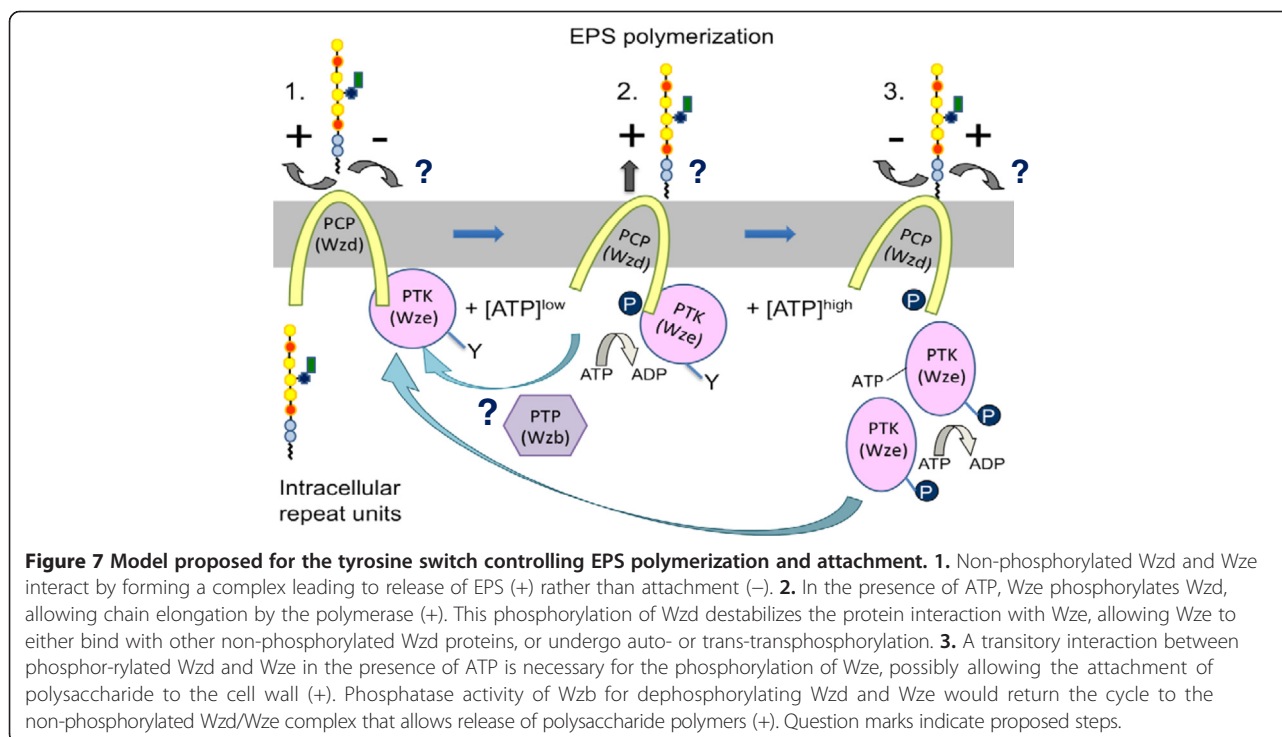 EPS polymerization
1.
+
-
?
2.
+
?
3.
-
+
?
PCP
(Wzd)
PCP
(Wzd)
PCP
(Wzd)
PTK
(Wze)
Y
+ [ATP]low
P
PTK
(Wze)
Y
ATP
ADP
+ [ATP]high
P
PTK
(Wze)
ATP
P
PTK
(Wze)
P
ATP
ADP
?
PTP
(Wzb)
Intracellular
repeat units
Figure 7 Model proposed for the tyrosine switch controlling EPS polymerization and attachment. 1. Non-phosphorylated Wzd and Wze
interact by forming a complex leading to release of EPS (+) rather than attachment (−). 2. In the presence of ATP, Wze phosphorylates Wzd,
allowing chain elongation by the polymerase (+). This phosphorylation of Wzd destabilizes the protein interaction with Wze, allowing Wze to
either bind with other non-phosphorylated Wzd proteins, or undergo auto- or trans-transphosphorylation. 3. A transitory interaction between
phosphor-rylated Wzd and Wze in the presence of ATP is necessary for the phosphorylation of Wze, possibly allowing the attachment of
polysaccharide to the cell wall (+). Phosphatase activity of Wzb for dephosphorylating Wzd and Wze would return the cycle to the
non-phosphorylated Wzd/Wze complex that allows release of polysaccharide polymers (+). Question marks indicate proposed steps.